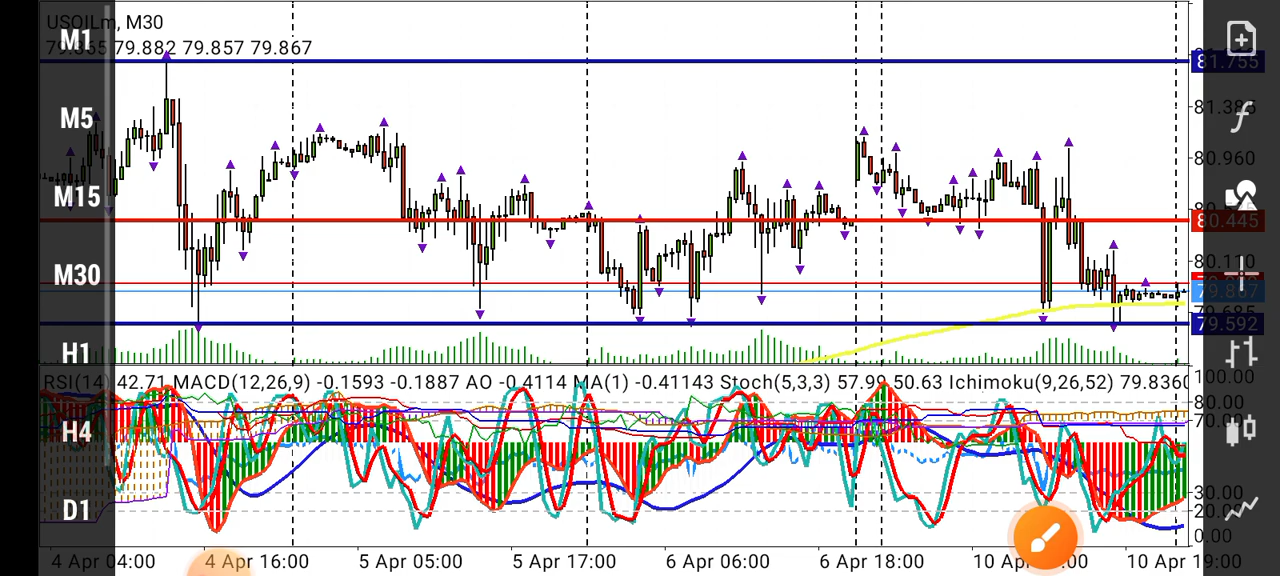 USOILm, M30
79.865 79.882 79.857 79.867
M1
M5
M15
M30
H1
H4
D1
81.755
81.385
80.960
80.445
80.110
79.867
79.592
RSI(14) 42.71 MACD(12,26,9) -0.1593 -0.1887 AO -0.4114 MA(1) -0.41143 Stoch(5,3,3) 57.99 50.63 Ichimoku(9,26,52) 79.8360
100.00
80.00
70.00
30.00
20.00
0.00
4 Apr 04:00
4 Apr 16:00
5 Apr 05:00
5 Apr 17:00
6 Apr 06:00
6 Apr 18:00
10 Apr
:00
10 Apr 19:00